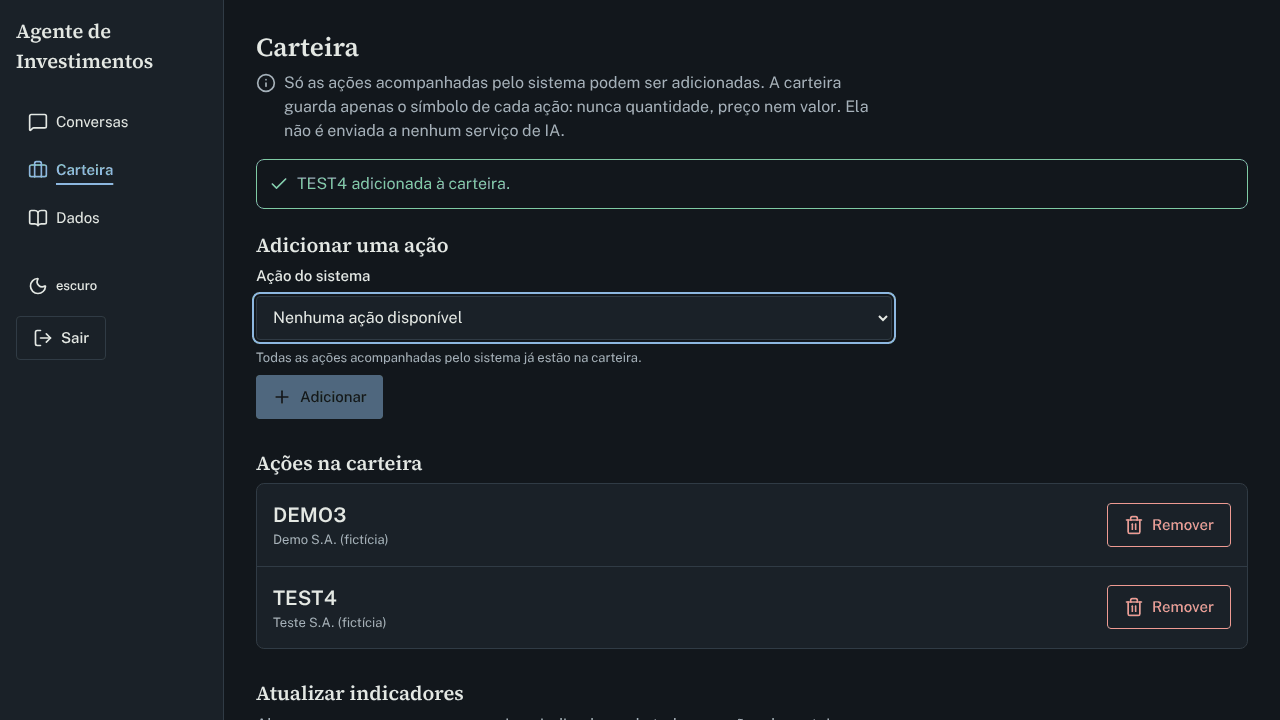 Agente de
Investimentos
Conversas
Carteira
Dados
escuro
Sair
Carteira
Só as ações acompanhadas pelo sistema podem ser adicionadas. A carteira
guarda apenas o símbolo de cada ação: nunca quantidade, preço nem valor. Ela
não é enviada a nenhum serviço de IA.
TEST4 adicionada à carteira.
Adicionar uma ação
Ação do sistema
Nenhuma ação disponível
Todas as ações acompanhadas pelo sistema já estão na carteira.
Adicionar
Ações na carteira
DEMO3
Demo S.A. (fictícia)
Remover
TEST4
Teste S.A. (fictícia)
Remover
Atualizar indicadores